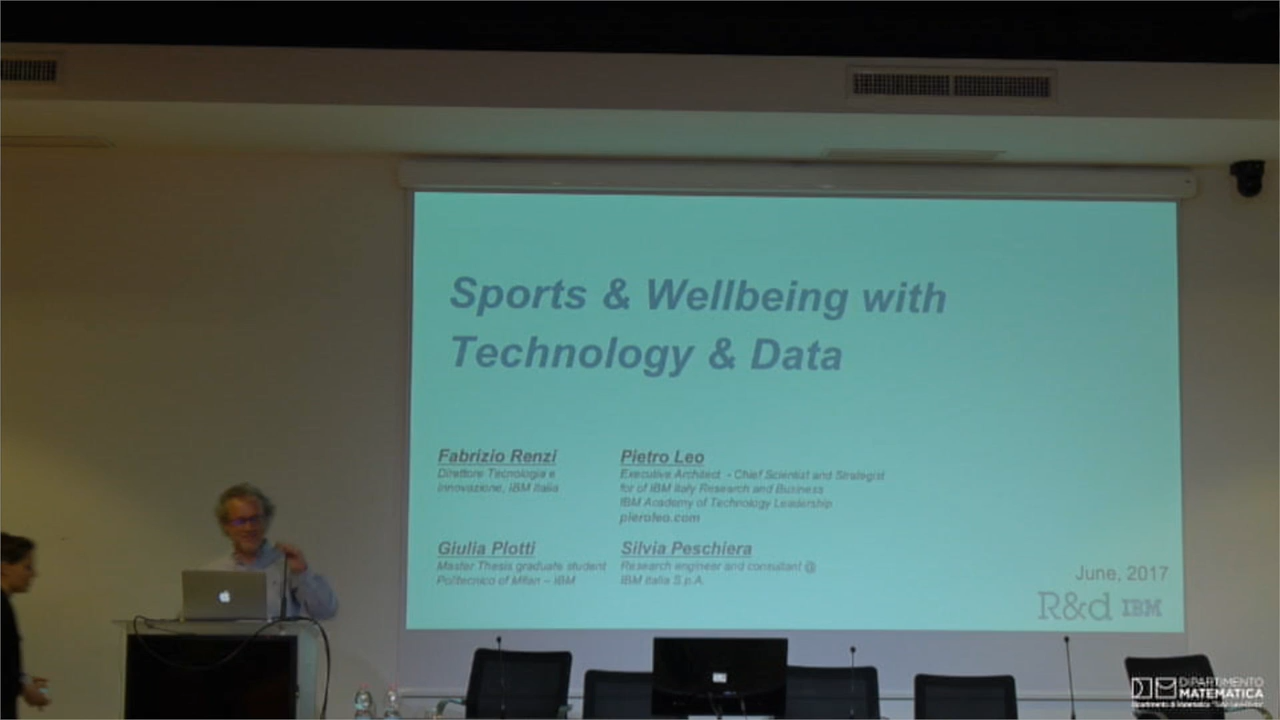 Sports & Wellbeing with
Technology & Data
Fabrizio Renzi
Direttore Tecnologia e
Innovazione, IBM Italia
Pietro Leo
Executive Architect - Chief Scientist and Strategist
for of IBM Italy Research and Business
IBM Academy of Technology Leadership
pieroleo.com
Giulia Plotti
Master Thesis graduate student
Politecnico of Milan – IBM
Silvia Peschiera
Research engineer and consultant @
IBM Italia S.p.A.
June, 2017
R&d IBM
DIPARTIMENTO
MATEMATICA